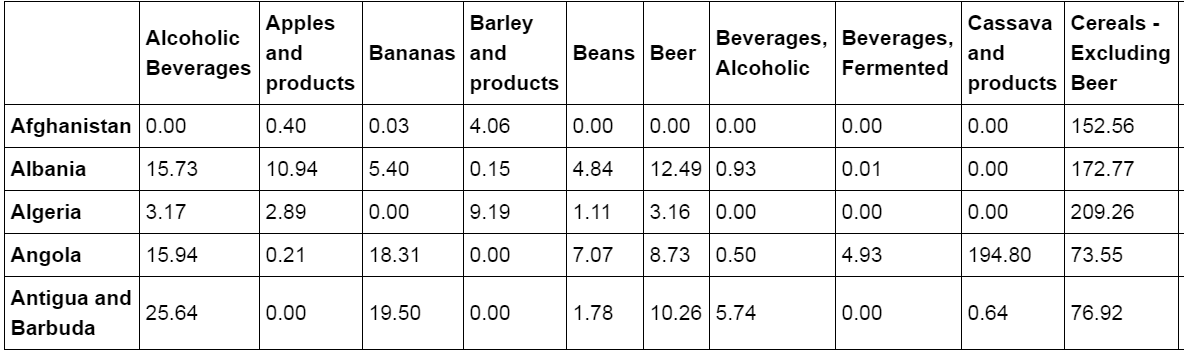 Alcoholic Beverages Apples and products Bananas Barley and products Beans Beer Beverages, Alcoholic Beverages, Fermented Cassava and products Cereals - Excluding Beer
Afghanistan 0.00 0.40 0.03 4.06 0.00 0.00 0.00 0.00 0.00 152.56
Albania 15.73 10.94 5.40 0.15 4.84 12.49 0.93 0.01 0.00 172.77
Algeria 3.17 2.89 0.00 9.19 1.11 3.16 0.00 0.00 0.00 209.26
Angola 15.94 0.21 18.31 0.00 7.07 8.73 0.50 4.93 194.80 73.55
Antigua and Barbuda 25.64 0.00 19.50 0.00 1.78 10.26 5.74 0.00 0.64 76.92